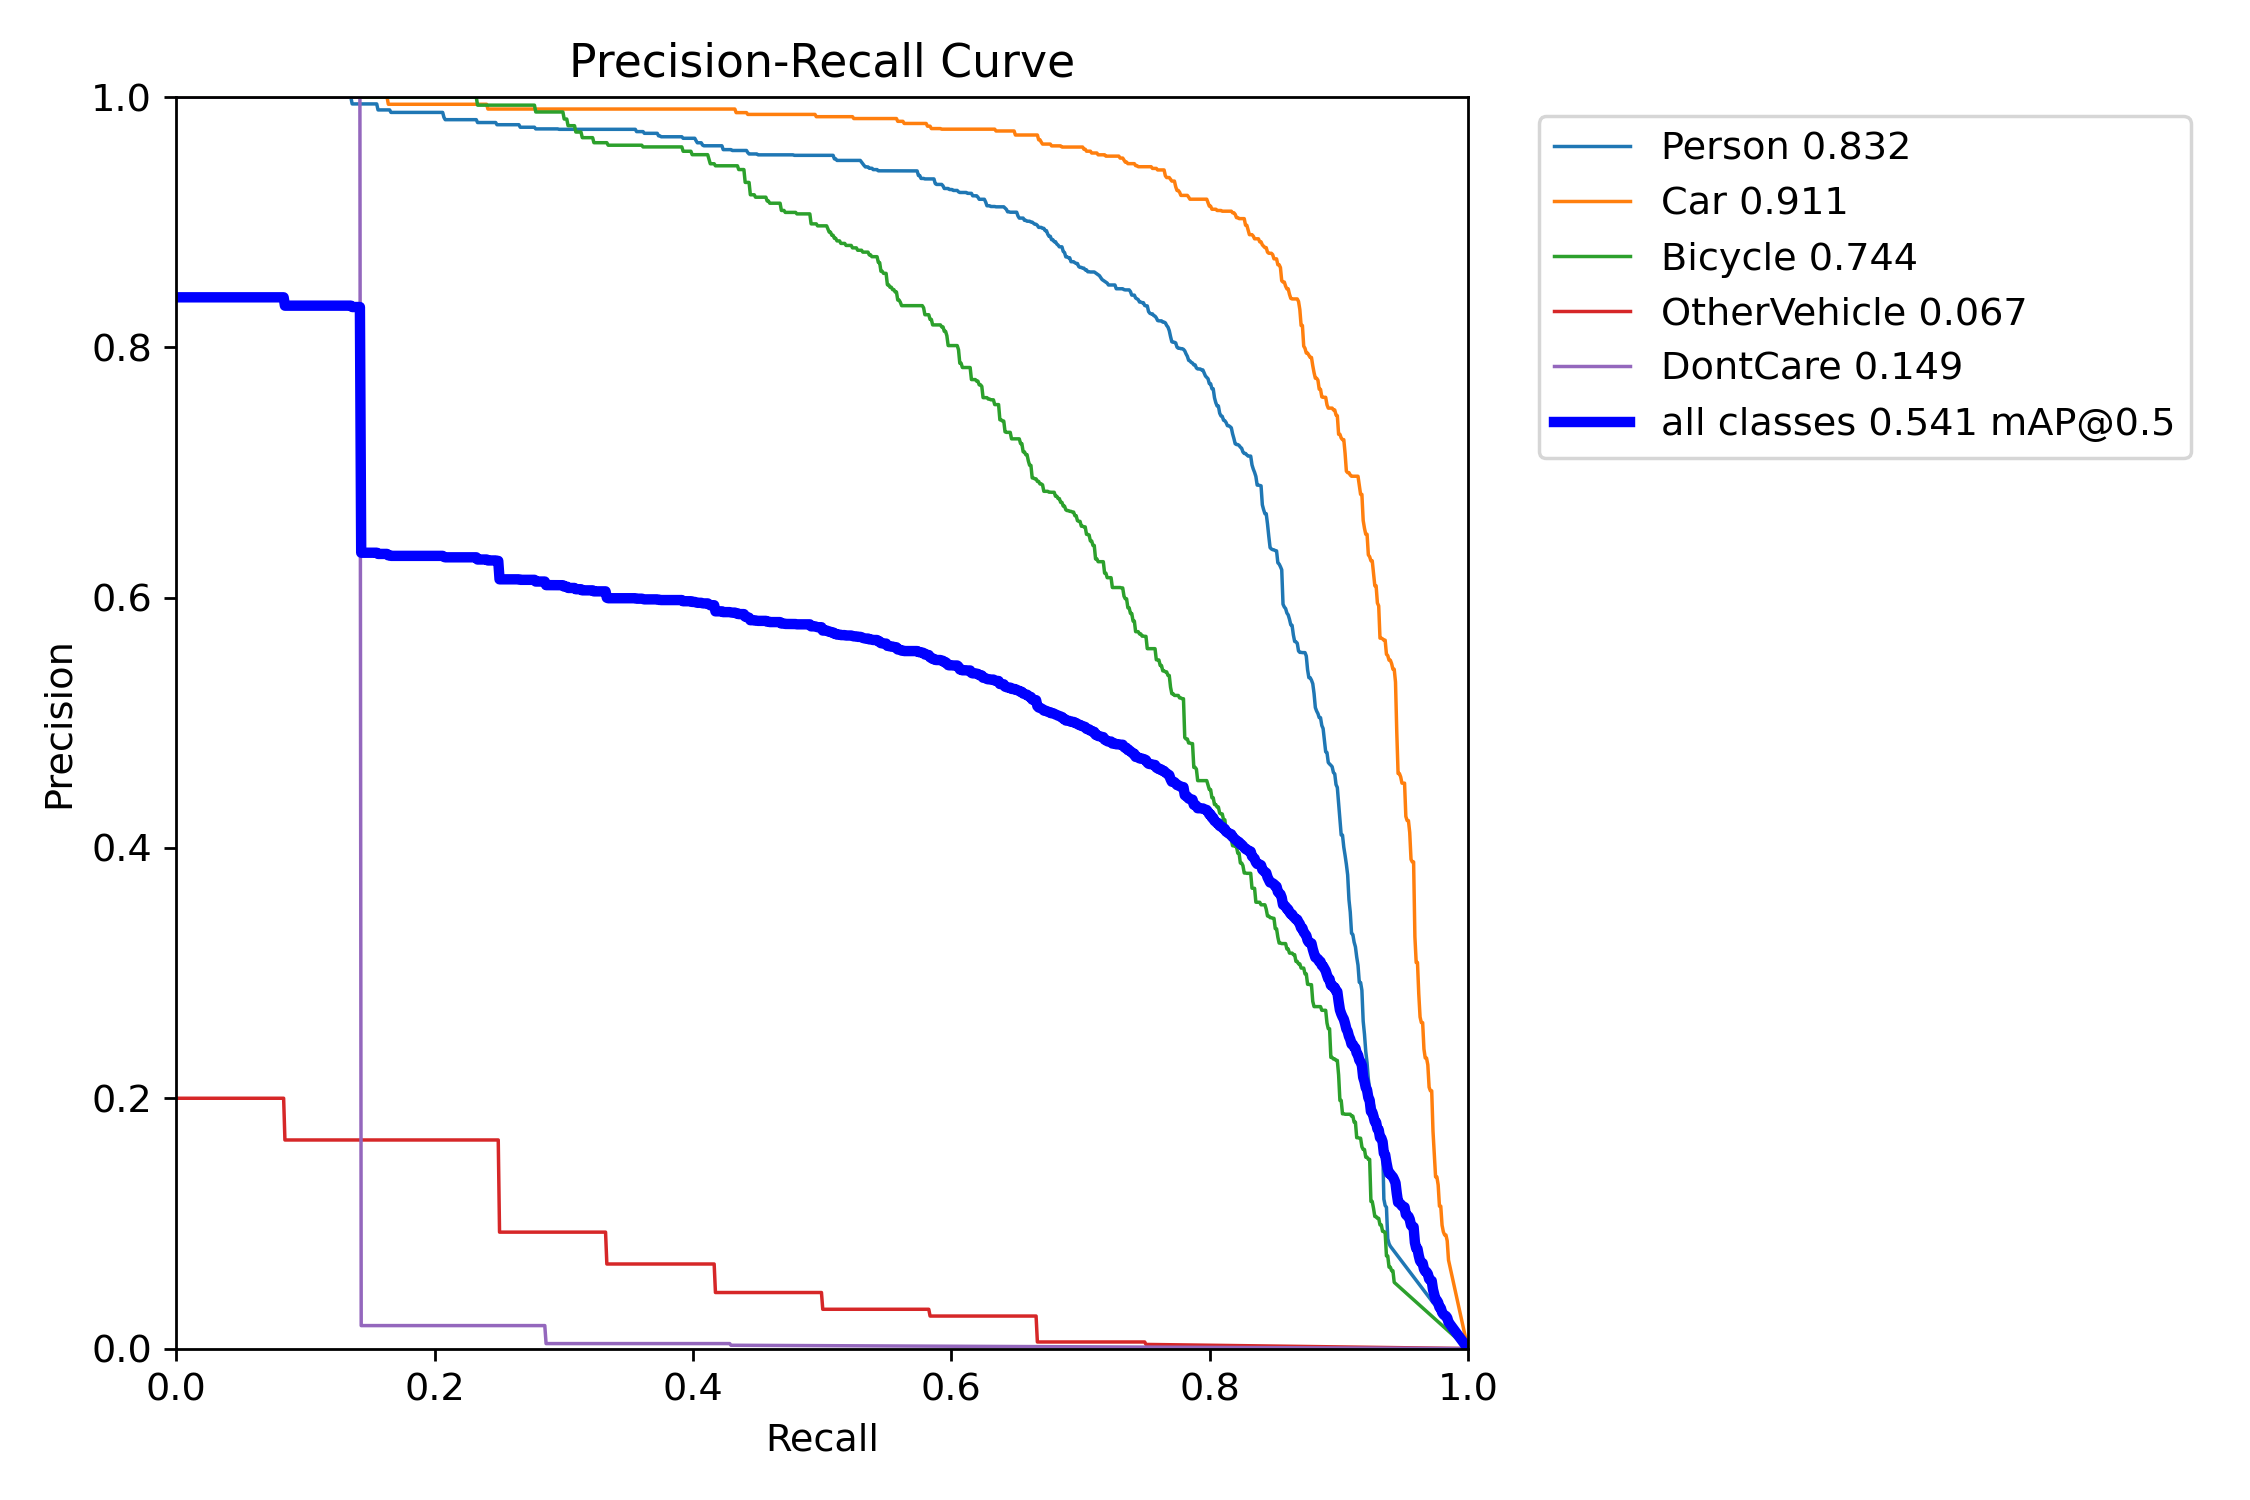 Precision-Recall Curve
1.0
0.8
0.6
0.4
0.2
0.0
Precision
0.0 0.2 0.4 0.6 0.8 1.0
Recall
Person 0.832
Car 0.911
Bicycle 0.744
OtherVehicle 0.067
DontCare 0.149
all classes 0.541 mAP@0.5